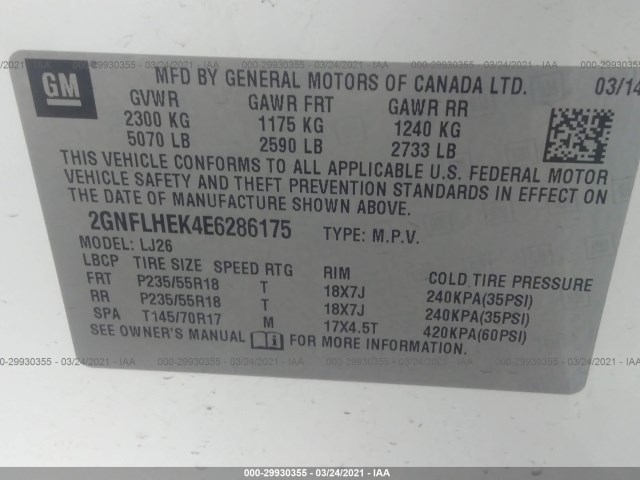 000-29930355 - 03/24/2021 - IAA
GM
MFD BY GENERAL MOTORS OF CANADA LTD. 03/14
GVWR GAWR FRT GAWR RR
2300 KG 1175 KG 1240 KG
5070 LB 2590 LB 2733 LB
THIS VEHICLE CONFORMS TO ALL APPLICABLE U.S. FEDERAL MOTOR
VEHICLE SAFETY AND THEFT PREVENTION STANDARDS IN EFFECT ON
THE DATE OF MANUFACTURE SHOWN ABOVE.
2GNFLHEK4E6286175 TYPE: M.P.V.
MODEL: LJ26
LBCP TIRE SIZE SPEED RTG RIM COLD TIRE PRESSURE
FRT P235/55R18 T 18X7J 240KPA(35PSI)
RR P235/55R18 T 18X7J 240KPA(35PSI)
SPA T145/70R17 M 17X4.5T 420KPA(60PSI)
SEE OWNER'S MANUAL FOR MORE INFORMATION.
000-29930355 - 03/24/2021 - IAA